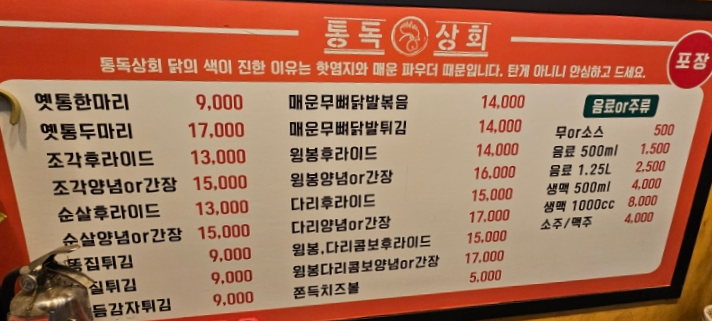 통독 상회
포장
통독상회 닭의 색이 진한 이유는 핫염지와 매운 파우더 때문입니다. 탄게 아니니 안심하고 드세요.
옛통한마리 9,000
옛통두마리 17,000
조각후라이드 13,000
조각양념or간장 15,000
순살후라이드 13,000
순살양념or간장 15,000
똥집튀김 9,000
튀김 9,000
감자튀김 9,000
매운무뼈닭발볶음 14,000
매운무뼈닭발튀김 14,000
윙봉후라이드 14,000
윙봉양념or간장 16,000
다리후라이드 15,000
다리양념or간장 17,000
윙봉,다리콤보후라이드 15,000
윙봉다리콤보양념or간장 17,000
쫀득치즈볼 5,000
음료or주류
무or소스 500
음료 500ml 1,500
음료 1.25L 2,500
생맥 500ml 4,000
생맥 1000cc 8,000
소주/맥주 4,000